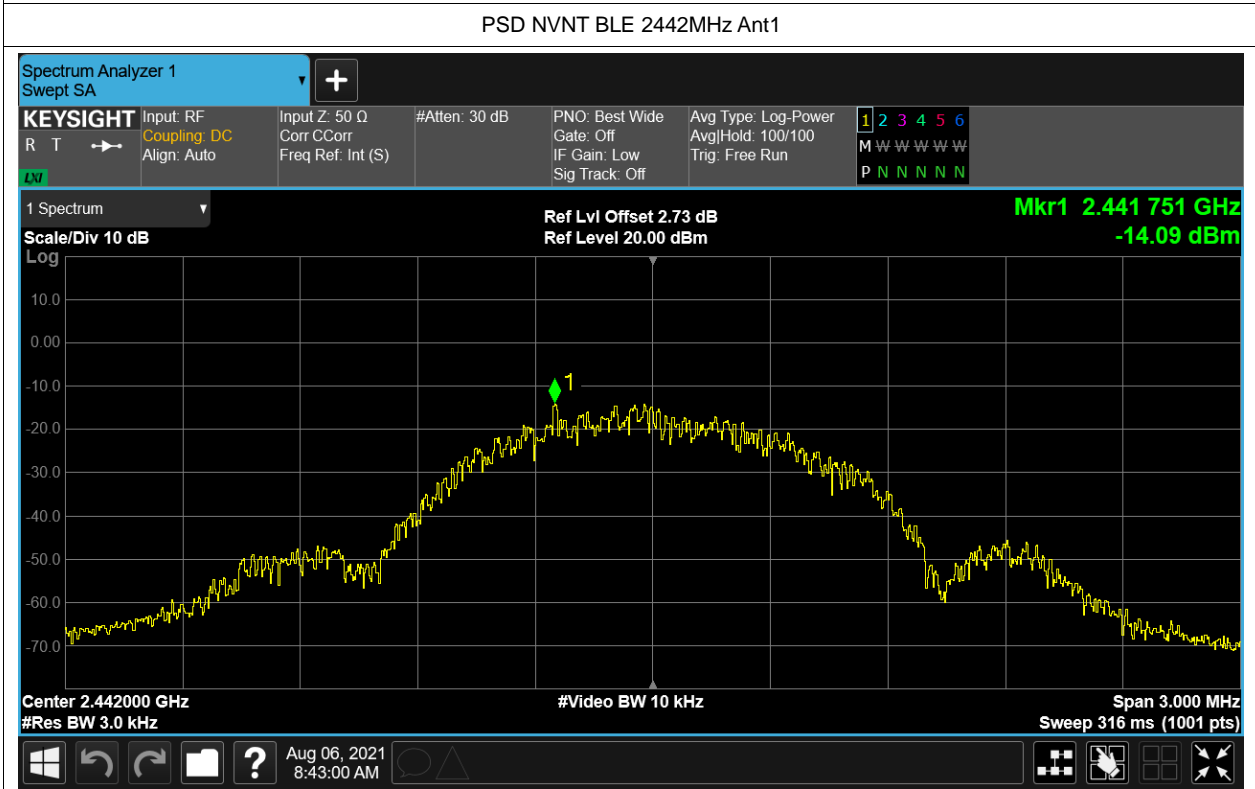 PSD NVNT BLE 2442MHz Ant1
Spectrum Analyzer 1
Swept SA
KEYSIGHT
R T
LXI
Input: RF
Coupling: DC
Align: Auto
Input Z: 50 Ω
Corr CCorr
Freq Ref: Int (S)
#Atten: 30 dB
PNO: Best Wide
Gate: Off
IF Gain: Low
Sig Track: Off
Avg Type: Log-Power
Avg|Hold: 100/100
Trig: Free Run
1 2 3 4 5 6
M W W W W W W
P N N N N N N
1 Spectrum
Scale/Div 10 dB
Log
Ref Lvl Offset 2.73 dB
Ref Level 20.00 dBm
Mkr1 2.441 751 GHz
-14.09 dBm
10.0
0.00
-10.0
-20.0
-30.0
-40.0
-50.0
-60.0
-70.0
1
Center 2.442000 GHz
#Res BW 3.0 kHz
#Video BW 10 kHz
Span 3.000 MHz
Sweep 316 ms (1001 pts)
?
Aug 06, 2021
8:43:00 AM